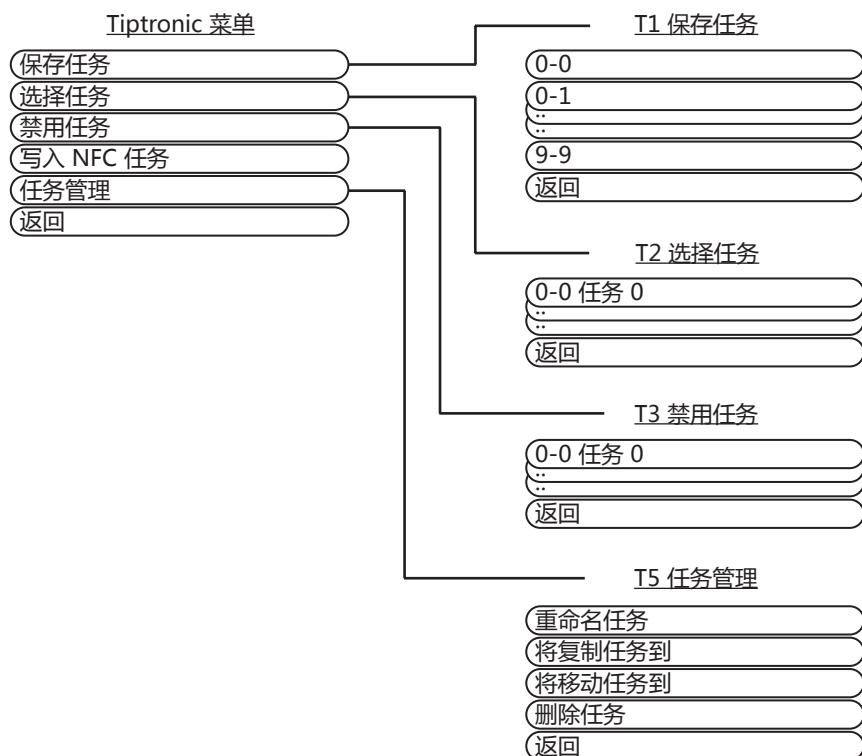 Tiptronic 菜单
保存任务
选择任务
禁用任务
写入 NFC 任务
任务管理
返回
T1 保存任务
0-0
0-1
..
..
9-9
返回
T2 选择任务
0-0 任务 0
..
..
返回
T3 禁用任务
0-0 任务 0
..
..
返回
T5 任务管理
重命名任务
将复制任务到
将移动任务到
删除任务
返回